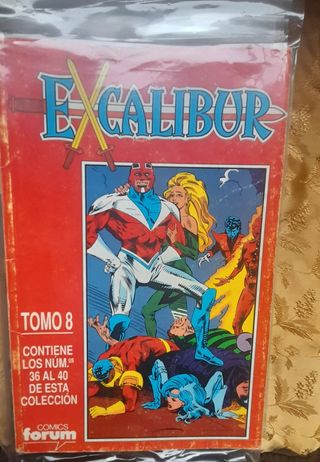 EXCALIBUR
TOMO 8
CONTIENE
LOS NUM.os
36 AL 40
DE ESTA
COLECCIÓN
COMICS
forum